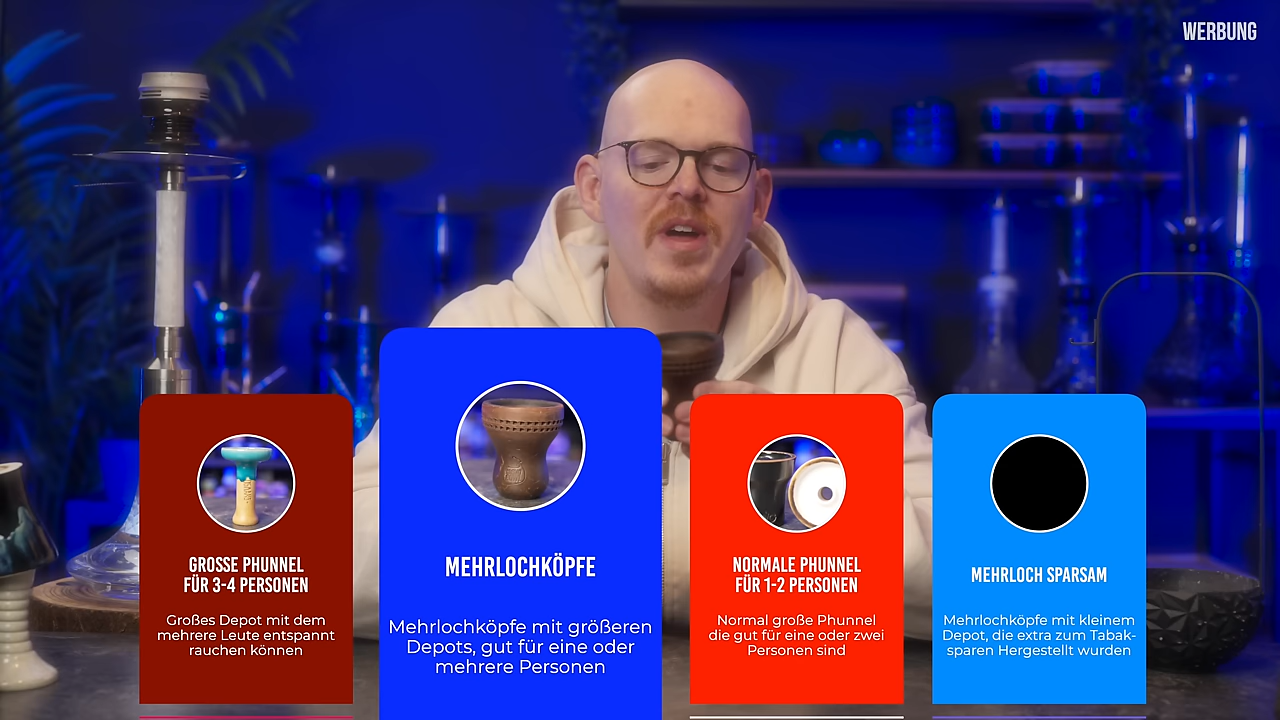 WERBUNG
GROSSE PHUNNEL
FÜR 3-4 PERSONEN
Großes Depot mit dem
mehrere Leute entspannt
rauchen können
MEHRLOCHKÖPFE
Mehrlochköpfe mit größeren
Depots, gut für eine oder
mehrere Personen
NORMALE PHUNNEL
FÜR 1-2 PERSONEN
Normal große Phunnel
die gut für eine oder zwei
Personen sind
MEHRLOCH SPARSAM
Mehrlochköpfe mit kleinem
Depot, die extra zum Tabak-
sparen Hergestellt wurden